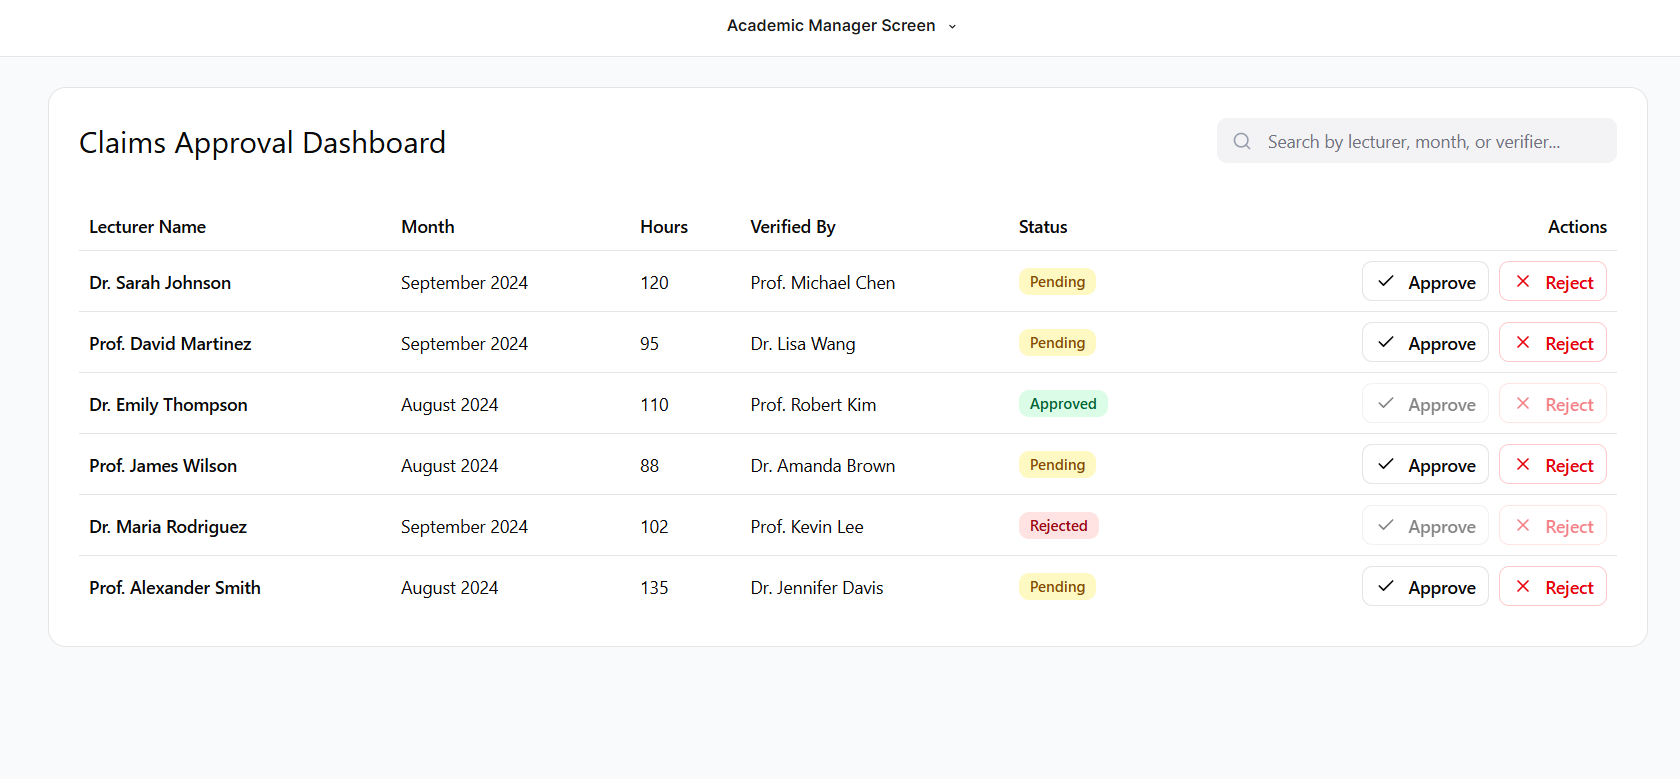 Academic Manager Screen
Claims Approval Dashboard
Search by lecturer, month, or verifier...
Lecturer Name Month Hours Verified By Status Actions
Dr. Sarah Johnson September 2024 120 Prof. Michael Chen Pending Approve Reject
Prof. David Martinez September 2024 95 Dr. Lisa Wang Pending Approve Reject
Dr. Emily Thompson August 2024 110 Prof. Robert Kim Approved Approve Reject
Prof. James Wilson August 2024 88 Dr. Amanda Brown Pending Approve Reject
Dr. Maria Rodriguez September 2024 102 Prof. Kevin Lee Rejected Approve Reject
Prof. Alexander Smith August 2024 135 Dr. Jennifer Davis Pending Approve Reject